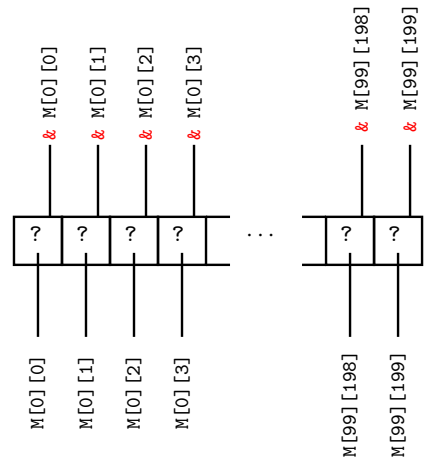 & M[0][0]
& M[0][1]
& M[0][2]
& M[0][3]
& M[99][198]
& M[99][199]
? ? ? ? ... ? ?
M[0][0]
M[0][1]
M[0][2]
M[0][3]
M[99][198]
M[99][199]